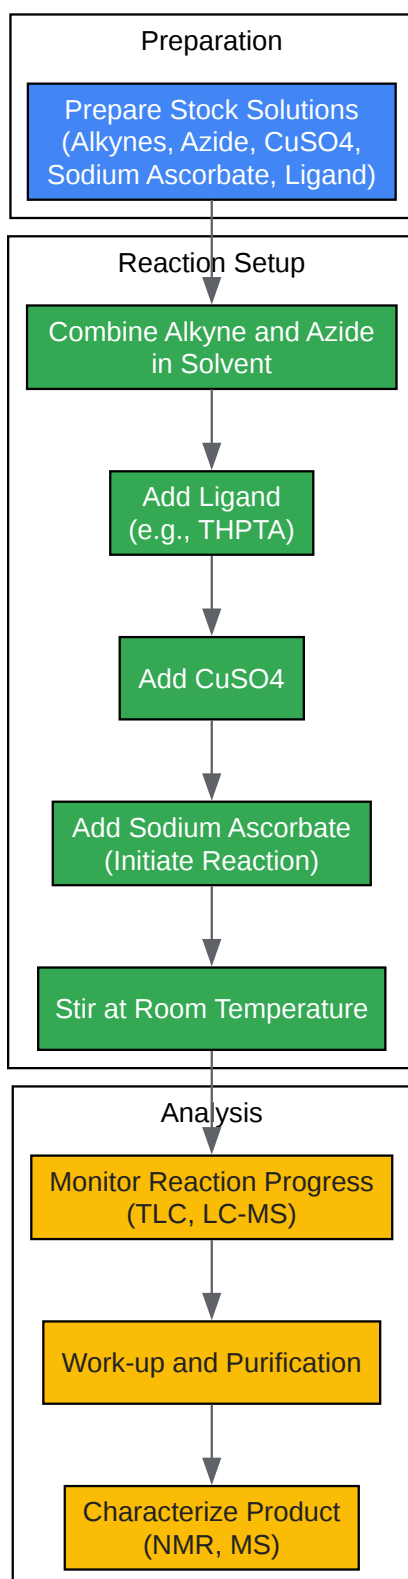 Preparation
Prepare Stock Solutions
(Alkynes, Azide, CuSO4,
Sodium Ascorbate, Ligand)
Reaction Setup
Combine Alkyne and Azide
in Solvent
Add Ligand
(e.g., THPTA)
Add CuSO4
Add Sodium Ascorbate
(Initiate Reaction)
Stir at Room Temperature
Analysis
Monitor Reaction Progress
(TLC, LC-MS)
Work-up and Purification
Characterize Product
(NMR, MS)